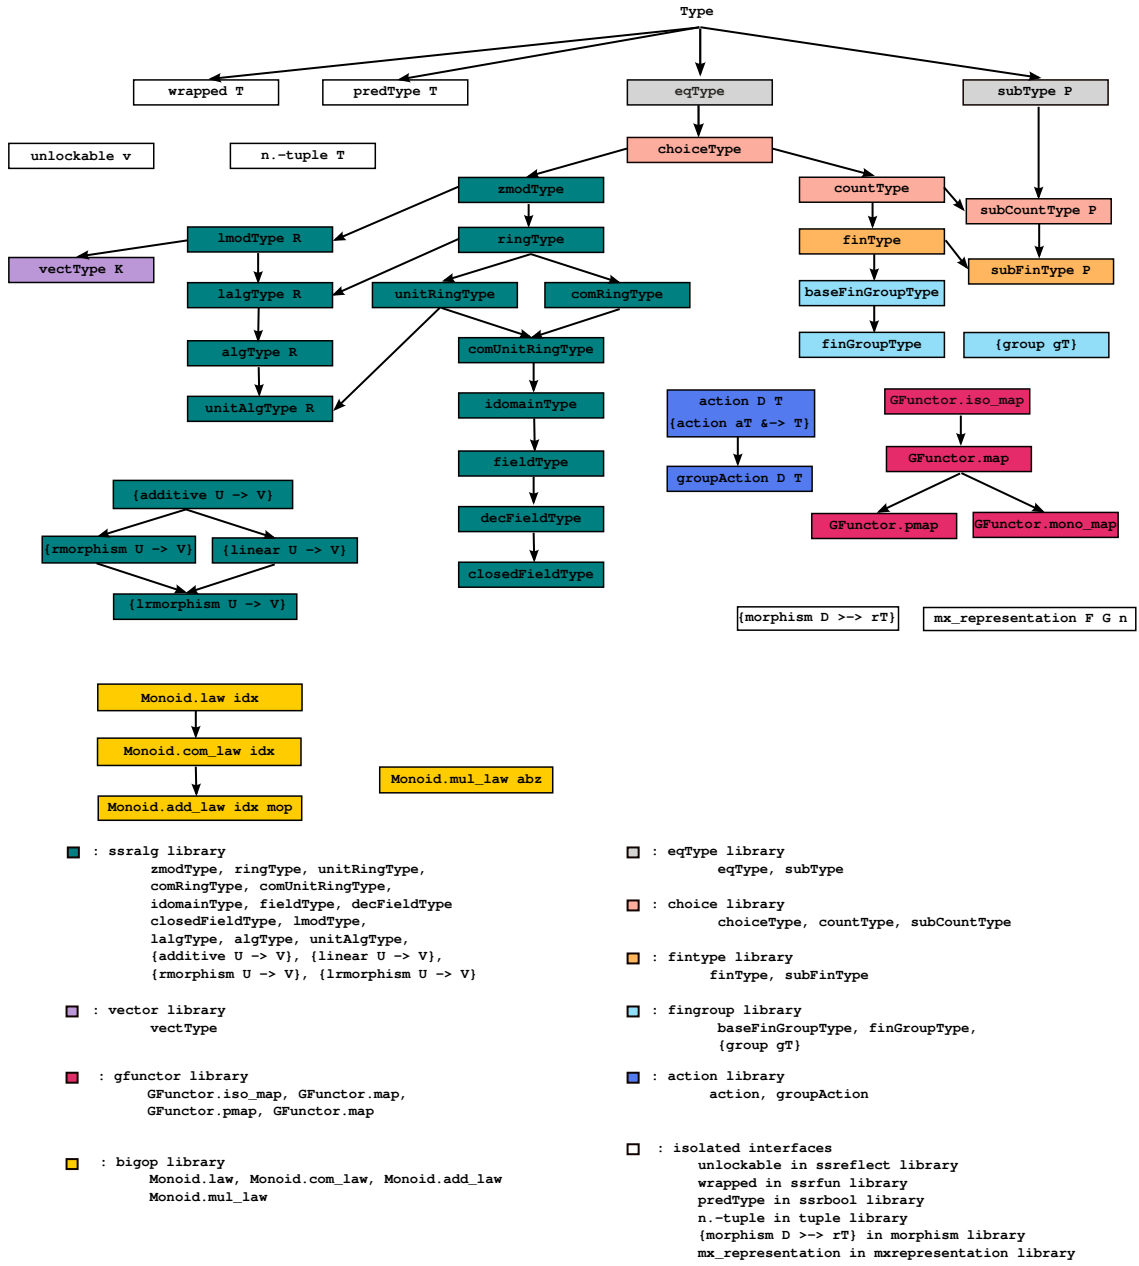 Type
wrapped T
predType T
eqType
subType P
unlockable v
n.-tuple T
choiceType
zmodType
countType
subCountType P
lmodType R
ringType
finType
vectType K
subFinType P
lalgType R
unitRingType
comRingType
baseFinGroupType
algType R
comUnitRingType
finGroupType
{group gT}
unitAlgType R
idomainType
action D T
{action aT &-> T}
GFunctor.iso_map
fieldType
groupAction D T
GFunctor.map
{additive U -> V}
decFieldType
GFunctor.pmap
GFunctor.mono_map
{rmorphism U -> V}
{linear U -> V}
closedFieldType
{lrmorphism U -> V}
{morphism D >-> rT}
mx_representation F G n
Monoid.law idx
Monoid.com_law idx
Monoid.mul_law abz
Monoid.add_law idx mop
: ssralg library
zmodType, ringType, unitRingType,
comRingType, comUnitRingType,
idomainType, fieldType, decFieldType
closedFieldType, lmodType,
lalgType, algType, unitAlgType,
{additive U -> V}, {linear U -> V},
{rmorphism U -> V}, {lrmorphism U -> V}
: vector library
vectType
: gfunctor library
GFunctor.iso_map, GFunctor.map,
GFunctor.pmap, GFunctor.map
: bigop library
Monoid.law, Monoid.com_law, Monoid.add_law
Monoid.mul_law
: eqType library
eqType, subType
: choice library
choiceType, countType, subCountType
: fintype library
finType, subFinType
: fingroup library
baseFinGroupType, finGroupType,
{group gT}
: action library
action, groupAction
: isolated interfaces
unlockable in ssreflect library
wrapped in ssrfun library
predType in ssrbool library
n.-tuple in tuple library
{morphism D >-> rT} in morphism library
mx_representation in mxrepresentation library